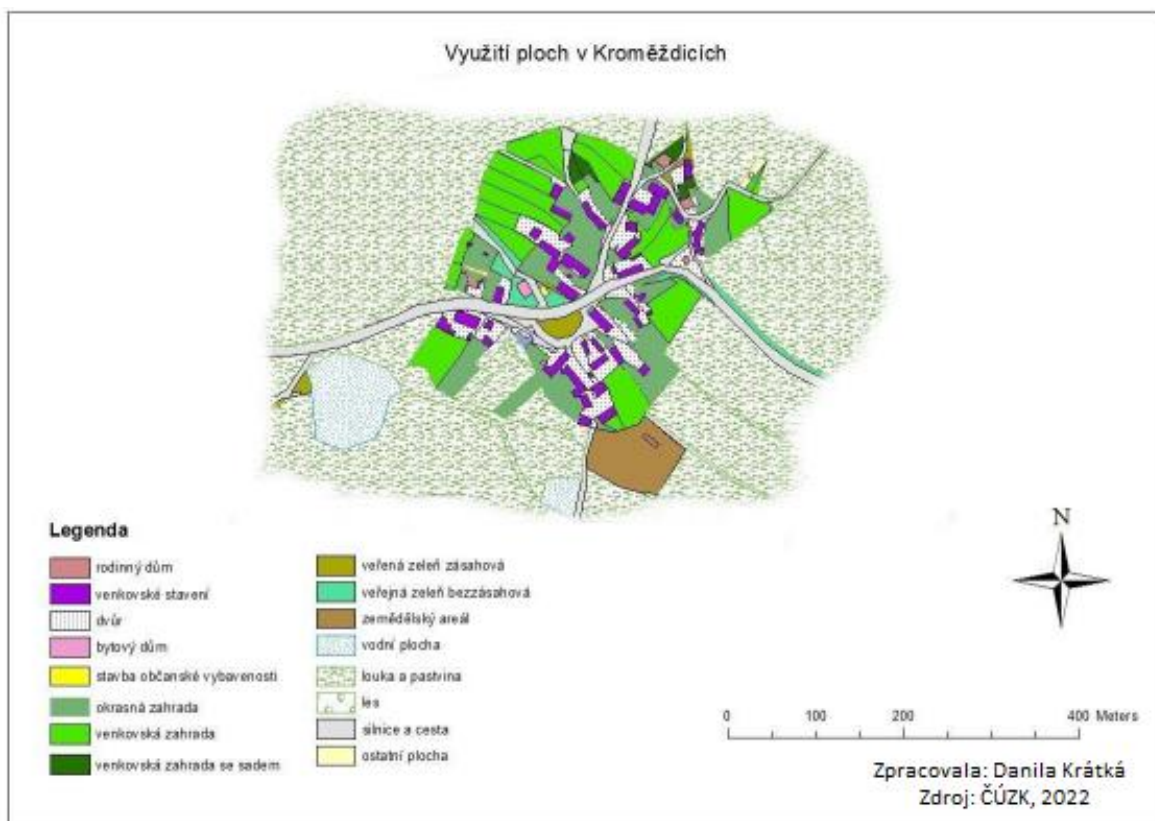 Využití ploch v Kroměždicích
Legenda
rodinný dům
venkovské stavení
dvůr
bytový dům
stavba občanské vybavenosti
okrasná zahrada
venkovská zahrada
venkovská zahrada se sadem
veřená zeleň zásahová
veřejná zeleň bezzásahová
zemědělský areál
vodní plocha
louka a pastvina
les
silnice a cesta
ostatní plocha
N
0 100 200 400 Meters
Zpracovala: Danila Krátká
Zdroj: ČÚZK, 2022